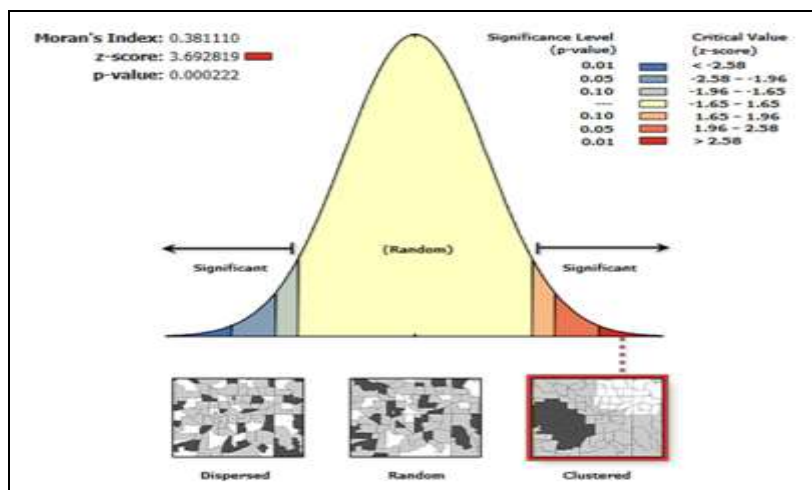 Moran's Index: 0.381110
z-score: 3.692819
p-value: 0.000222
Significance Level
(p-value)
Critical Value
(z-score)
0.01 < -2.58
0.05 -2.58 – -1.96
0.10 -1.96 – -1.65
--- -1.65 – 1.65
0.10 1.65 – 1.96
0.05 1.96 – 2.58
0.01 > 2.58
Significant
(Random)
Significant
Dispersed
Random
Clustered